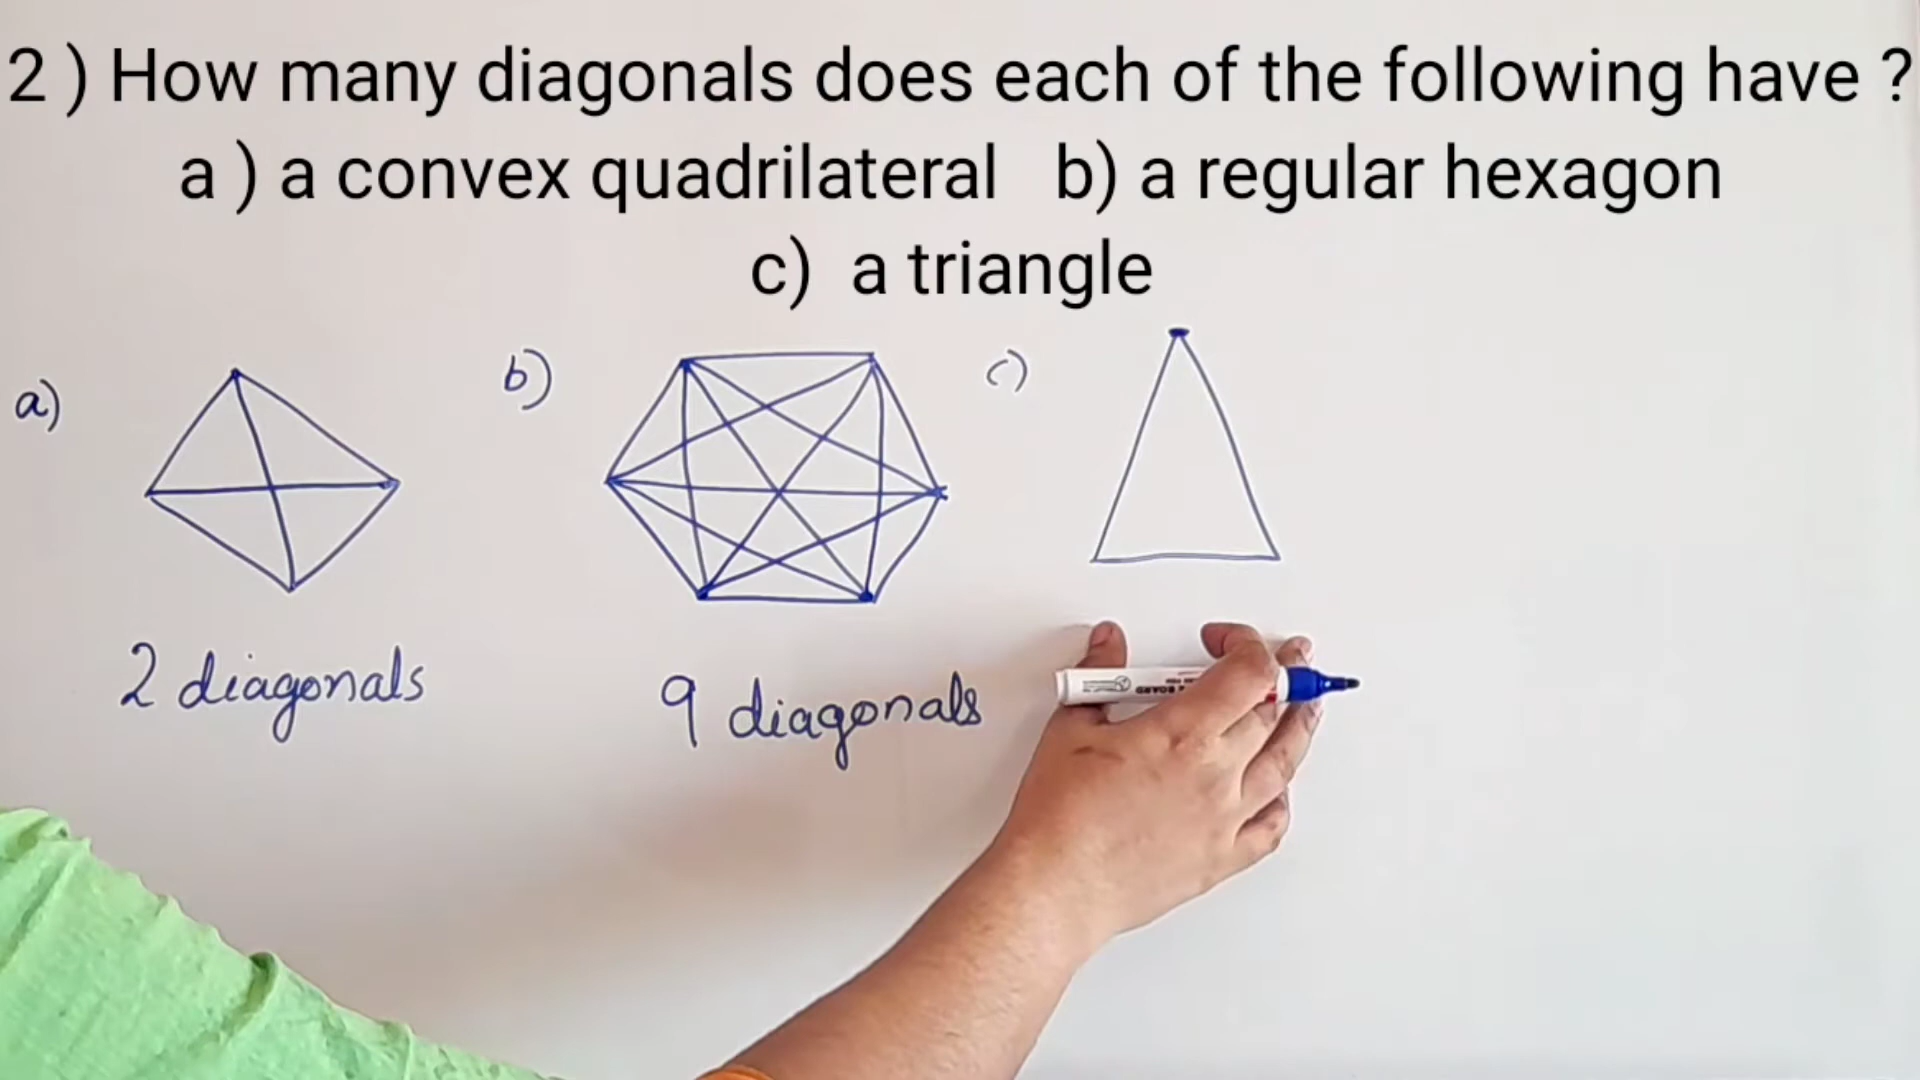 2 ) How many diagonals does each of the following have ?
a ) a convex quadrilateral b) a regular hexagon
c) a triangle
a)
b)
c)
2 diagonals
9 diagonals